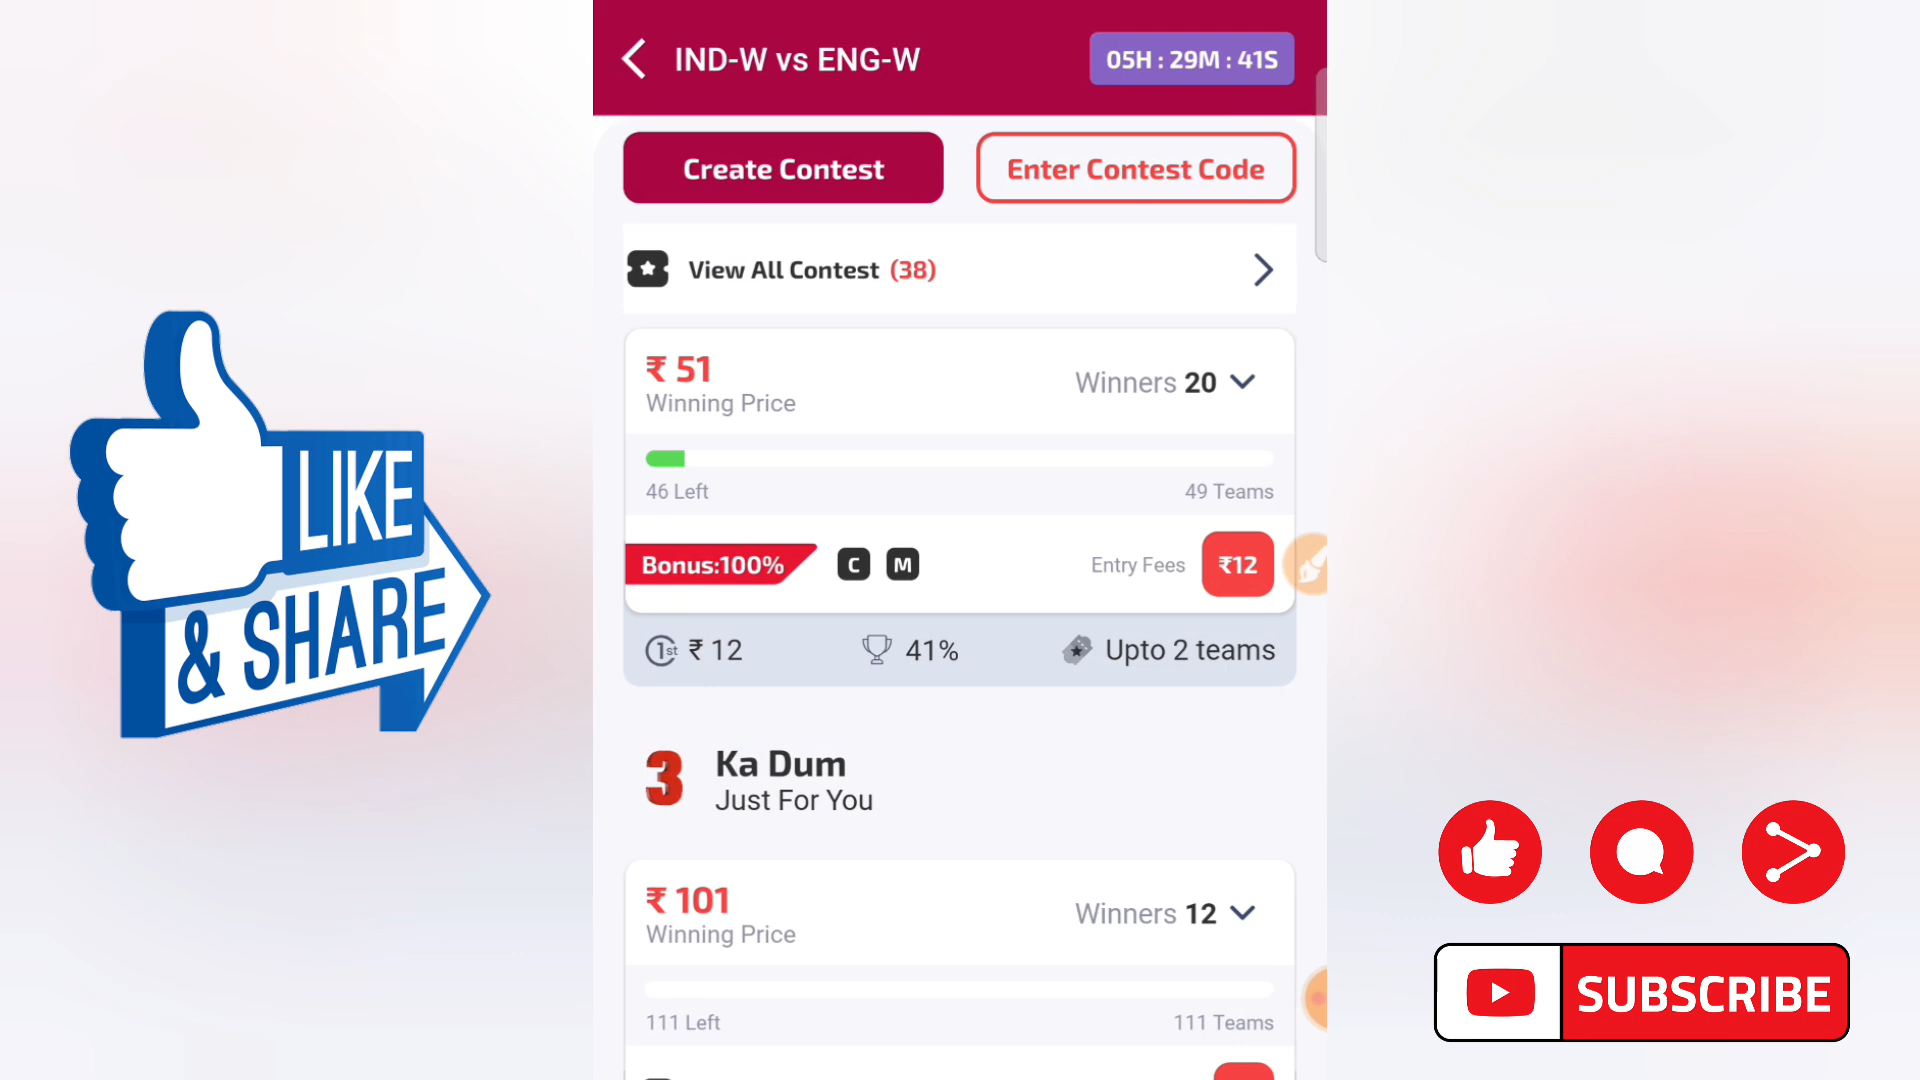 IND-W vs ENG-W
05H : 29M : 41S
Create Contest
Enter Contest Code
View All Contest (38)
₹ 51
Winning Price
Winners 20
46 Left
49 Teams
Bonus:100%
C
M
Entry Fees
₹12
1st ₹ 12
41%
Upto 2 teams
3
Ka Dum
Just For You
₹ 101
Winning Price
Winners 12
111 Left
111 Teams
LIKE
& SHARE
SUBSCRIBE